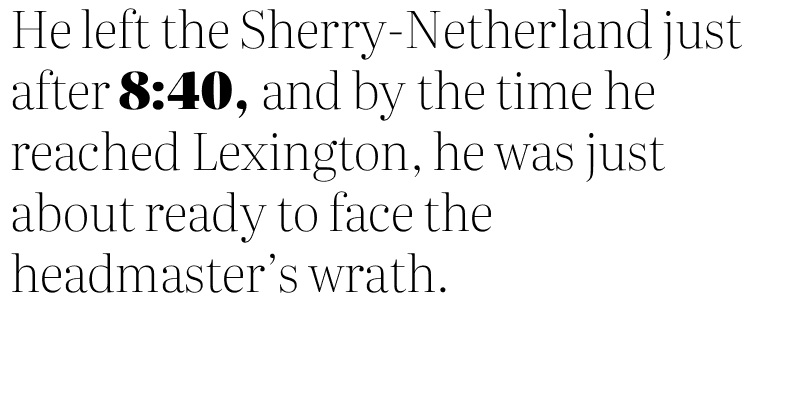 He left the Sherry-Netherland just
after 8:40, and by the time he
reached Lexington, he was just
about ready to face the
headmaster’s wrath.